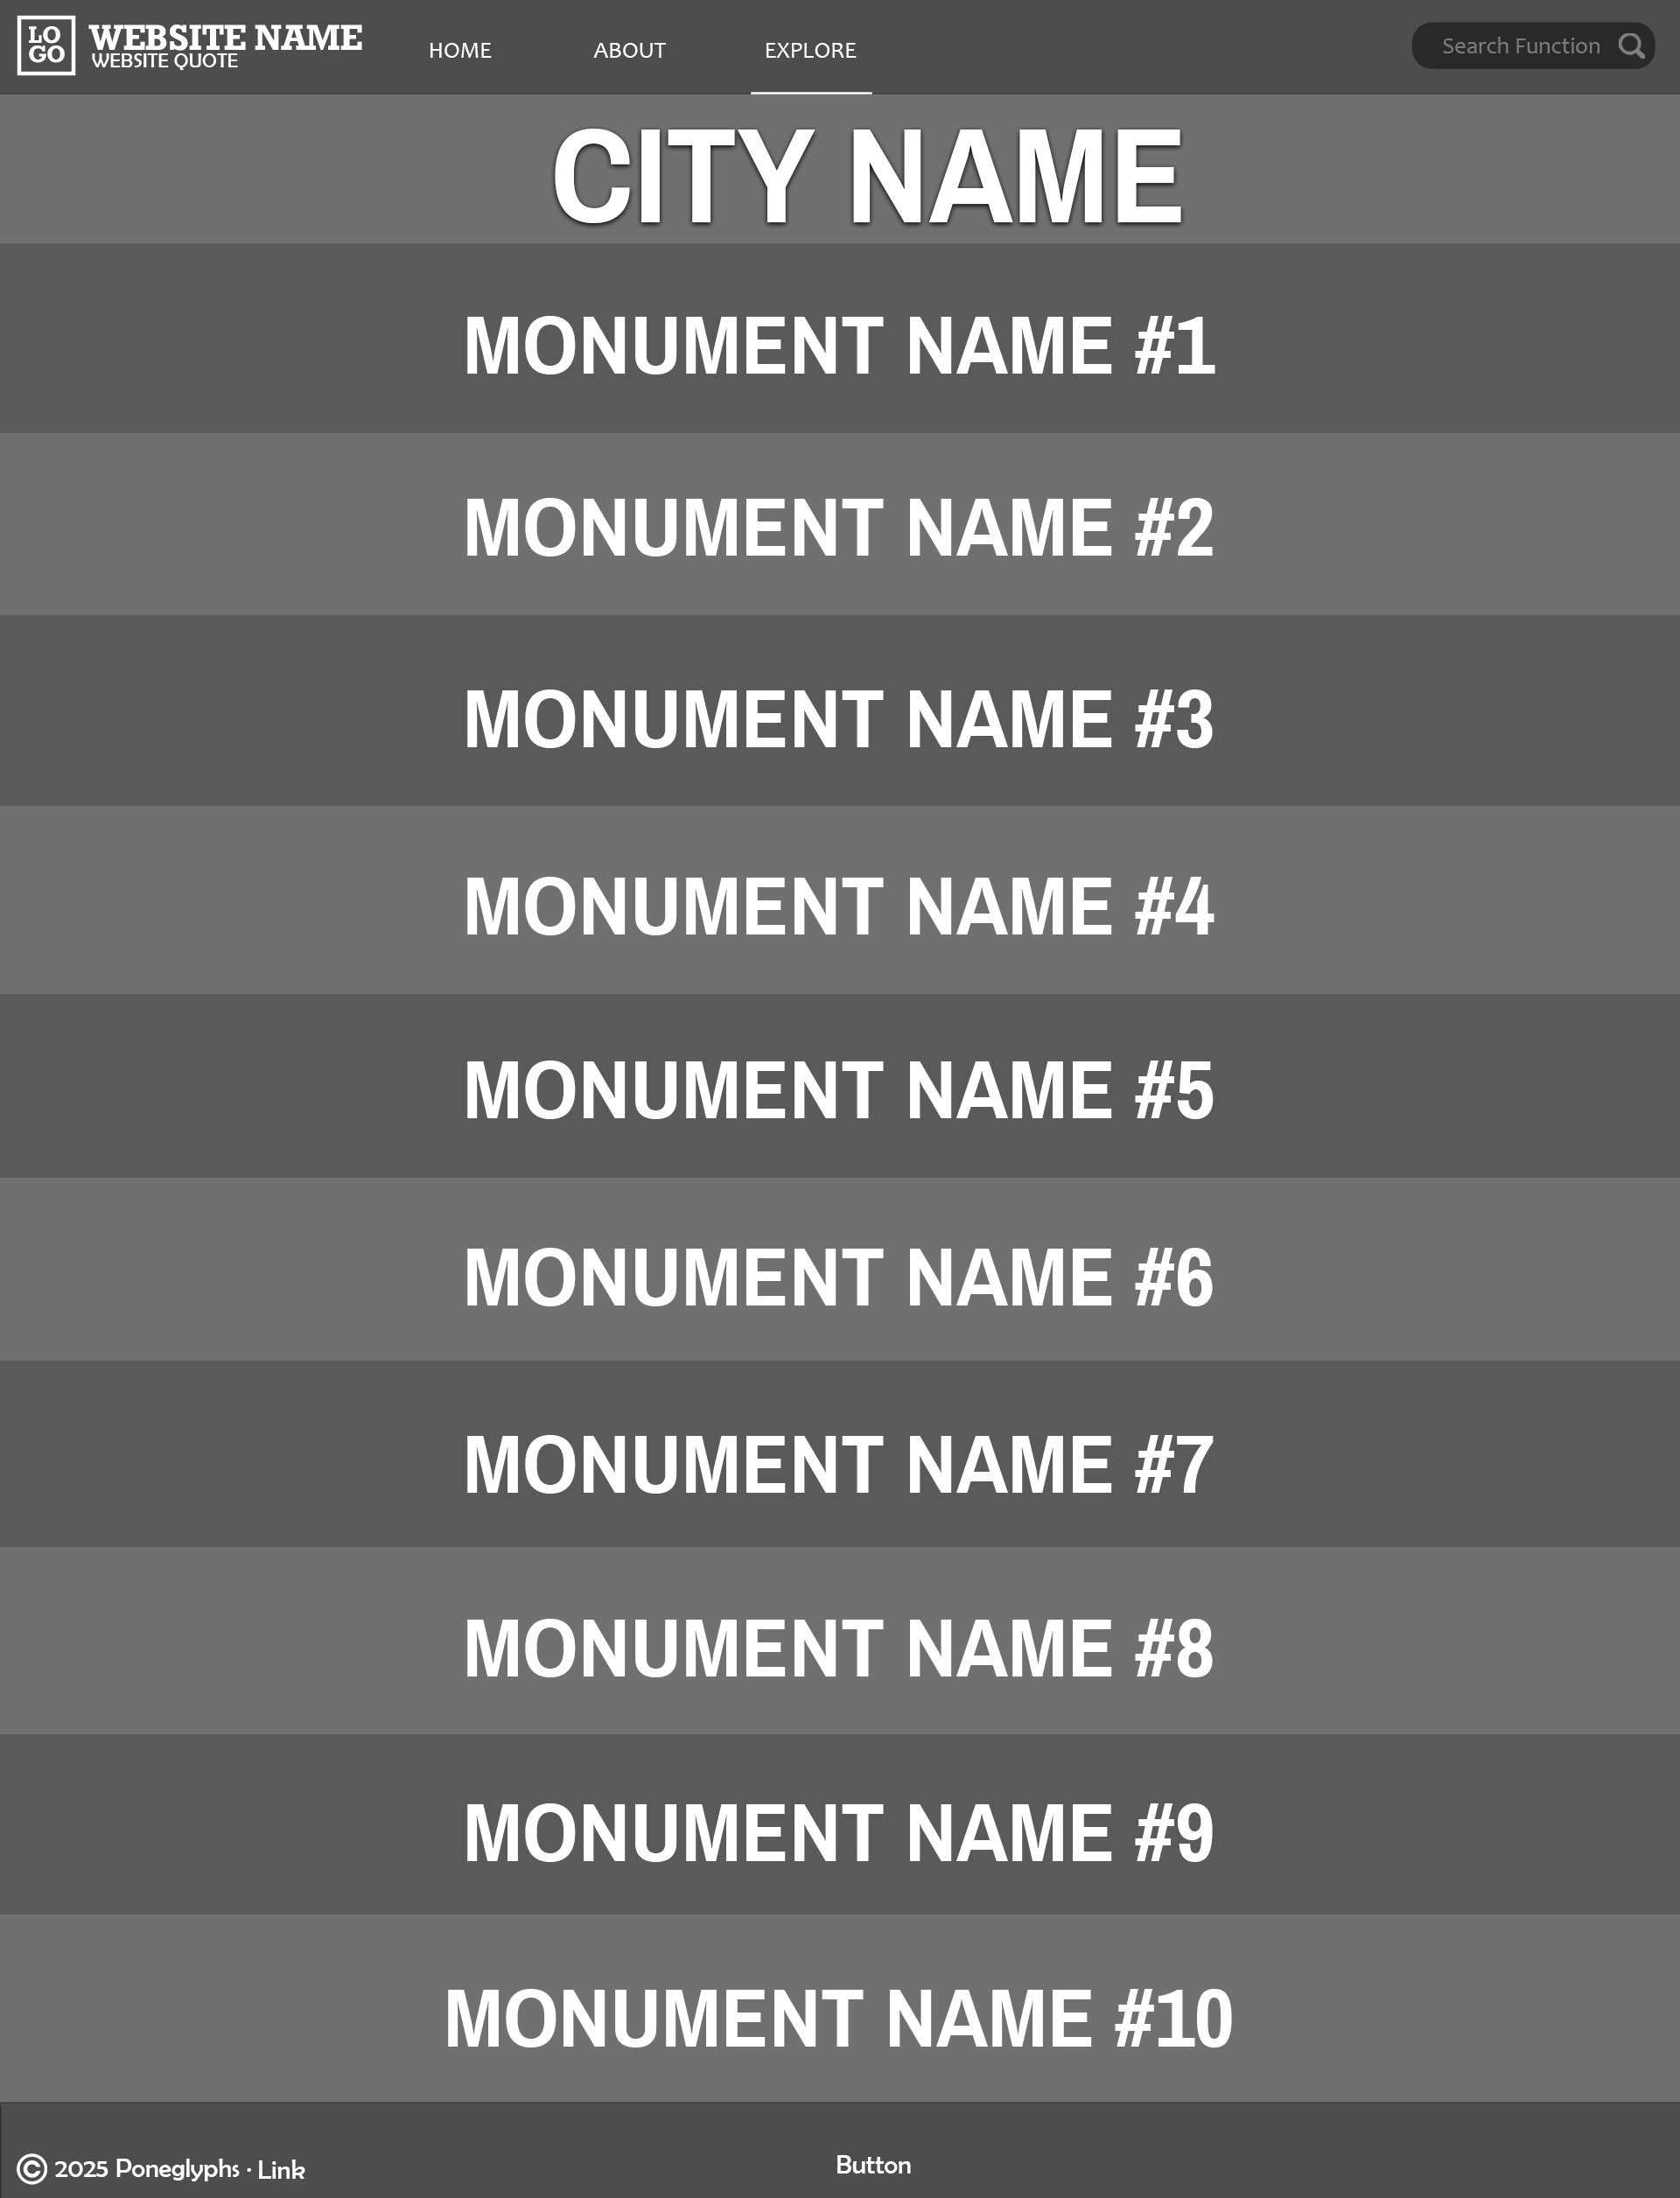 LO
GO
WEBSITE NAME
WEBSITE QUOTE
HOME
ABOUT
EXPLORE
Search Function
CITY NAME
MONUMENT NAME #1
MONUMENT NAME #2
MONUMENT NAME #3
MONUMENT NAME #4
MONUMENT NAME #5
MONUMENT NAME #6
MONUMENT NAME #7
MONUMENT NAME #8
MONUMENT NAME #9
MONUMENT NAME #10
© 2025 Poneglyphs · Link
Button